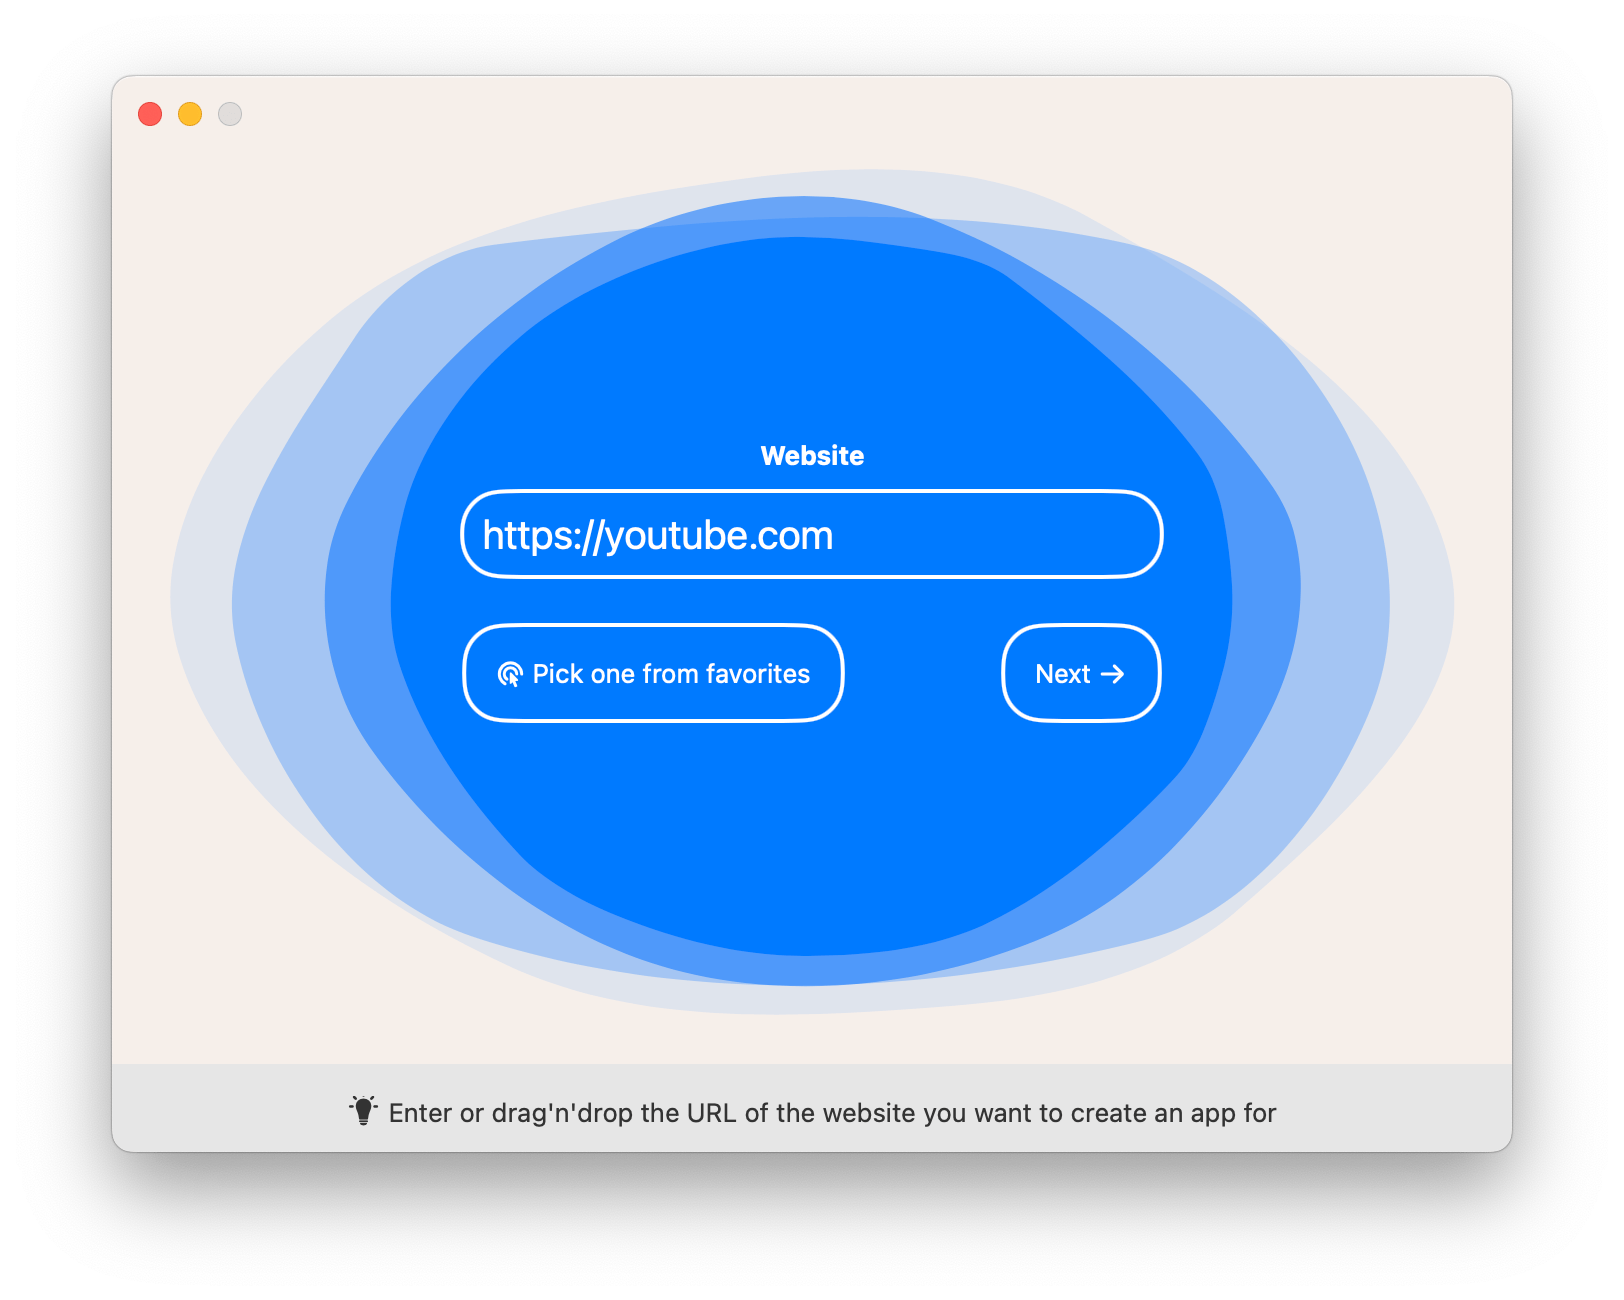 Website
https://youtube.com
Pick one from favorites
Next →
Enter or drag'n'drop the URL of the website you want to create an app for